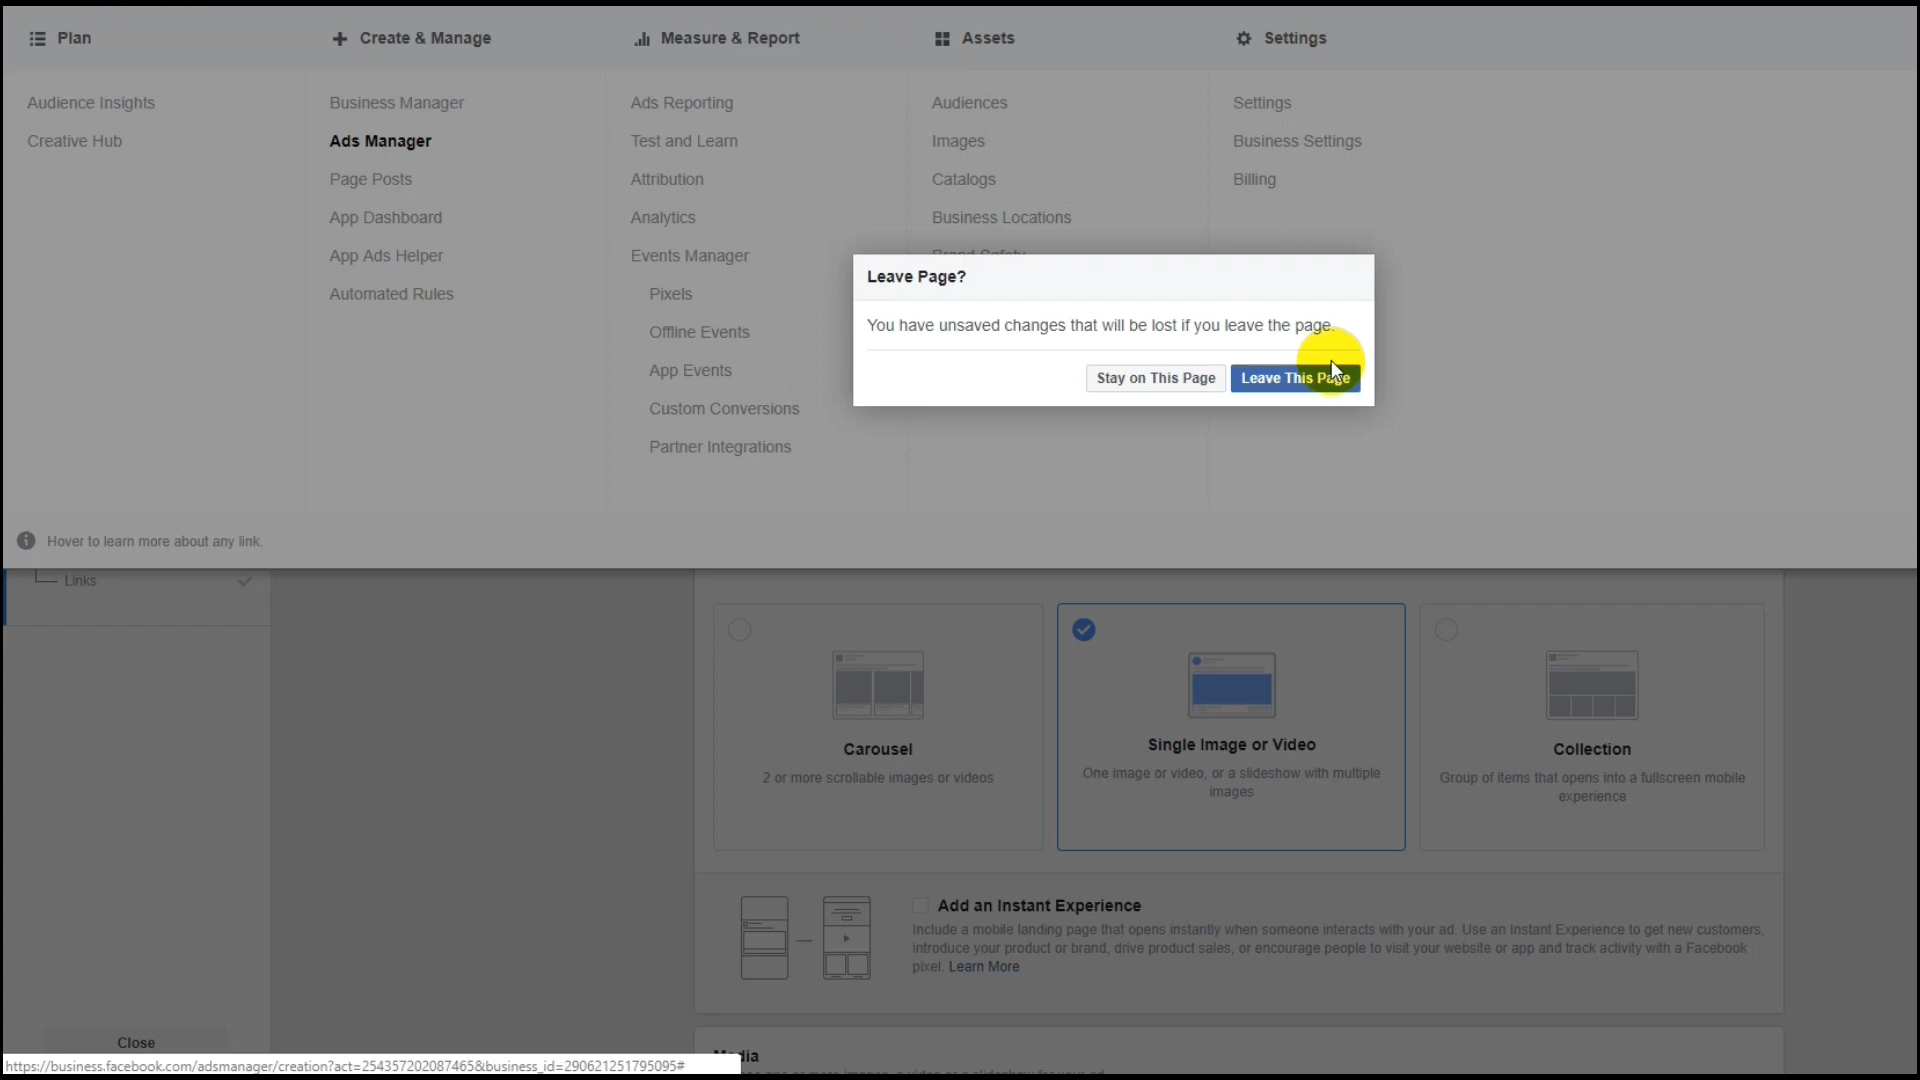 Plan
Create & Manage
Measure & Report
Assets
Settings
Audience Insights
Creative Hub
Business Manager
Ads Manager
Page Posts
App Dashboard
App Ads Helper
Automated Rules
Ads Reporting
Test and Learn
Attribution
Analytics
Events Manager
Pixels
Offline Events
App Events
Custom Conversions
Partner Integrations
Audiences
Images
Catalogs
Business Locations
Brand Safety
Settings
Business Settings
Billing
Leave Page?
You have unsaved changes that will be lost if you leave the page.
Stay on This Page
Leave This Page
Hover to learn more about any link.
Links
Carousel
2 or more scrollable images or videos
Single Image or Video
One image or video, or a slideshow with multiple
images
Collection
Group of items that opens into a fullscreen mobile
experience
Add an Instant Experience
Include a mobile landing page that opens instantly when someone interacts with your ad. Use an Instant Experience to get new customers,
introduce your product or brand, drive product sales, or encourage people to visit your website or app and track activity with a Facebook
pixel. Learn More
Close
https://business.facebook.com/adsmanager/creation?act=254357202087465&business_id=290621251795095#